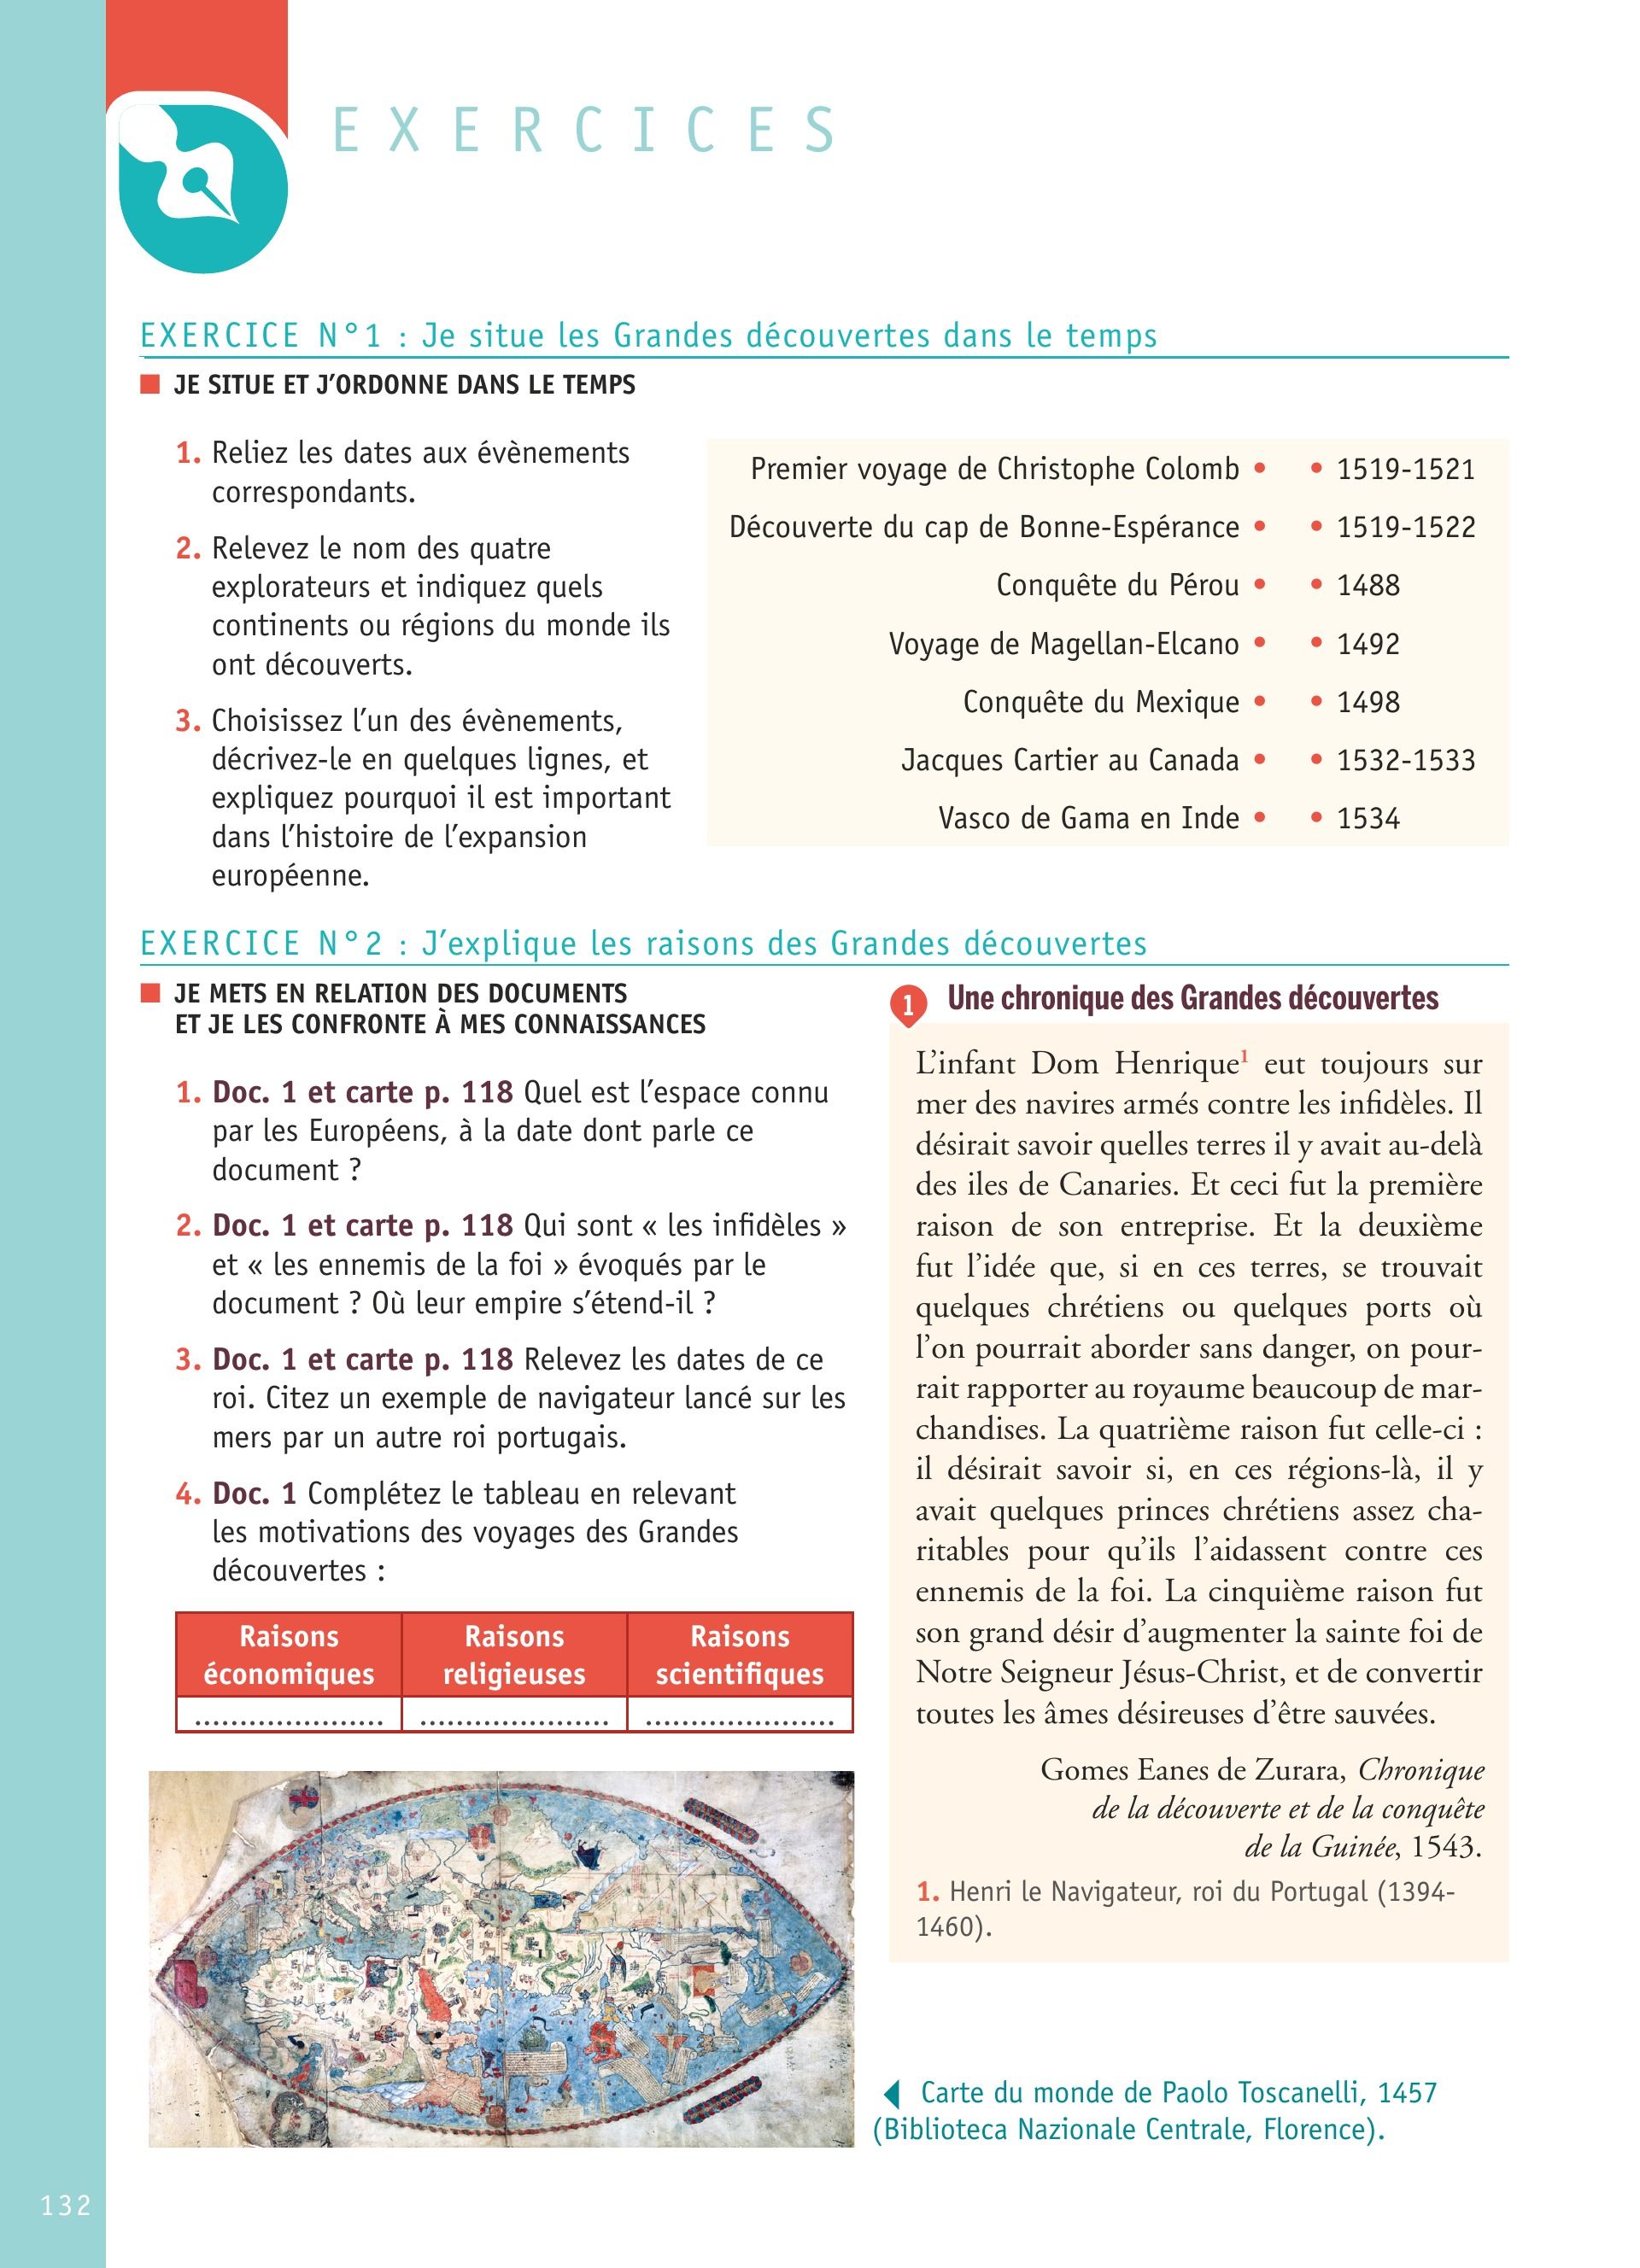 EXERCICES
EXERCICE N°1 : Je situe les Grandes découvertes dans le temps
JE SITUE ET J’ORDONNE DANS LE TEMPS
1. Reliez les dates aux évènements
correspondants.
2. Relevez le nom des quatre
explorateurs et indiquez quels
continents ou régions du monde ils
ont découverts.
3. Choisissez l’un des évènements,
décrivez-le en quelques lignes, et
expliquez pourquoi il est important
dans l’histoire de l’expansion
européenne.
Premier voyage de Christophe Colomb • • 1519-1521
Découverte du cap de Bonne-Espérance • • 1519-1522
Conquête du Pérou • • 1488
Voyage de Magellan-Elcano • • 1492
Conquête du Mexique • • 1498
Jacques Cartier au Canada • • 1532-1533
Vasco de Gama en Inde • • 1534
EXERCICE N°2 : J’explique les raisons des Grandes découvertes
JE METS EN RELATION DES DOCUMENTS
ET JE LES CONFRONTE À MES CONNAISSANCES
1. Doc. 1 et carte p. 118 Quel est l’espace connu
par les Européens, à la date dont parle ce
document ?
2. Doc. 1 et carte p. 118 Qui sont « les infidèles »
et « les ennemis de la foi » évoqués par le
document ? Où leur empire s’étend-il ?
3. Doc. 1 et carte p. 118 Relevez les dates de ce
roi. Citez un exemple de navigateur lancé sur les
mers par un autre roi portugais.
4. Doc. 1 Complétez le tableau en relevant
les motivations des voyages des Grandes
découvertes :
Raisons Raisons Raisons
économiques religieuses scientifiques
..................... ..................... .....................
1 Une chronique des Grandes découvertes
L’infant Dom Henrique1 eut toujours sur
mer des navires armés contre les infidèles. Il
désirait savoir quelles terres il y avait au-delà
des iles de Canaries. Et ceci fut la première
raison de son entreprise. Et la deuxième
fut l’idée que, si en ces terres, se trouvait
quelques chrétiens ou quelques ports où
l’on pourrait aborder sans danger, on pour-
rait rapporter au royaume beaucoup de mar-
chandises. La quatrième raison fut celle-ci :
il désirait savoir si, en ces régions-là, il y
avait quelques princes chrétiens assez cha-
ritables pour qu’ils l’aidassent contre ces
ennemis de la foi. La cinquième raison fut
son grand désir d’augmenter la sainte foi de
Notre Seigneur Jésus-Christ, et de convertir
toutes les âmes désireuses d’être sauvées.
Gomes Eanes de Zurara, Chronique
de la découverte et de la conquête
de la Guinée, 1543.
1. Henri le Navigateur, roi du Portugal (1394-
1460).
Carte du monde de Paolo Toscanelli, 1457
(Biblioteca Nazionale Centrale, Florence).
132